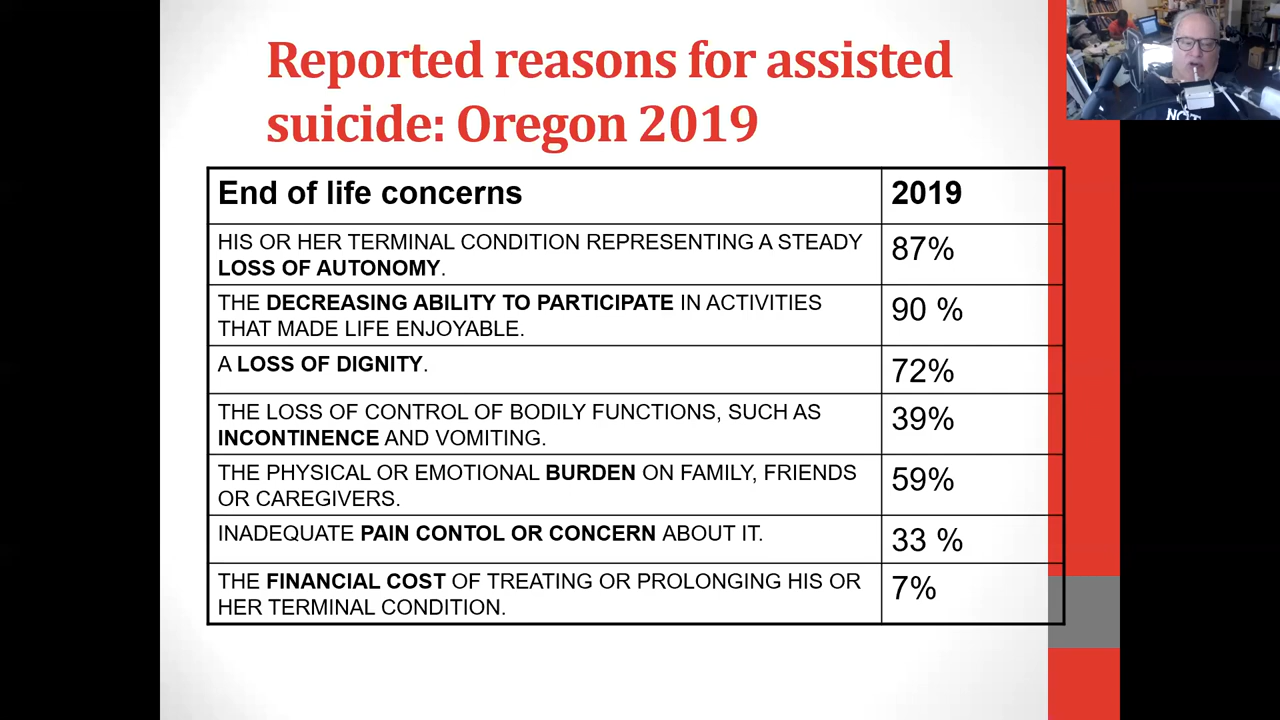 Reported reasons for assisted
suicide: Oregon 2019
End of life concerns
2019
HIS OR HER TERMINAL CONDITION REPRESENTING A STEADY
LOSS OF AUTONOMY.
87%
THE DECREASING ABILITY TO PARTICIPATE IN ACTIVITIES
THAT MADE LIFE ENJOYABLE.
90 %
A LOSS OF DIGNITY.
72%
THE LOSS OF CONTROL OF BODILY FUNCTIONS, SUCH AS
INCONTINENCE AND VOMITING.
39%
THE PHYSICAL OR EMOTIONAL BURDEN ON FAMILY, FRIENDS
OR CAREGIVERS.
59%
INADEQUATE PAIN CONTOL OR CONCERN ABOUT IT.
33 %
THE FINANCIAL COST OF TREATING OR PROLONGING HIS OR
HER TERMINAL CONDITION.
7%